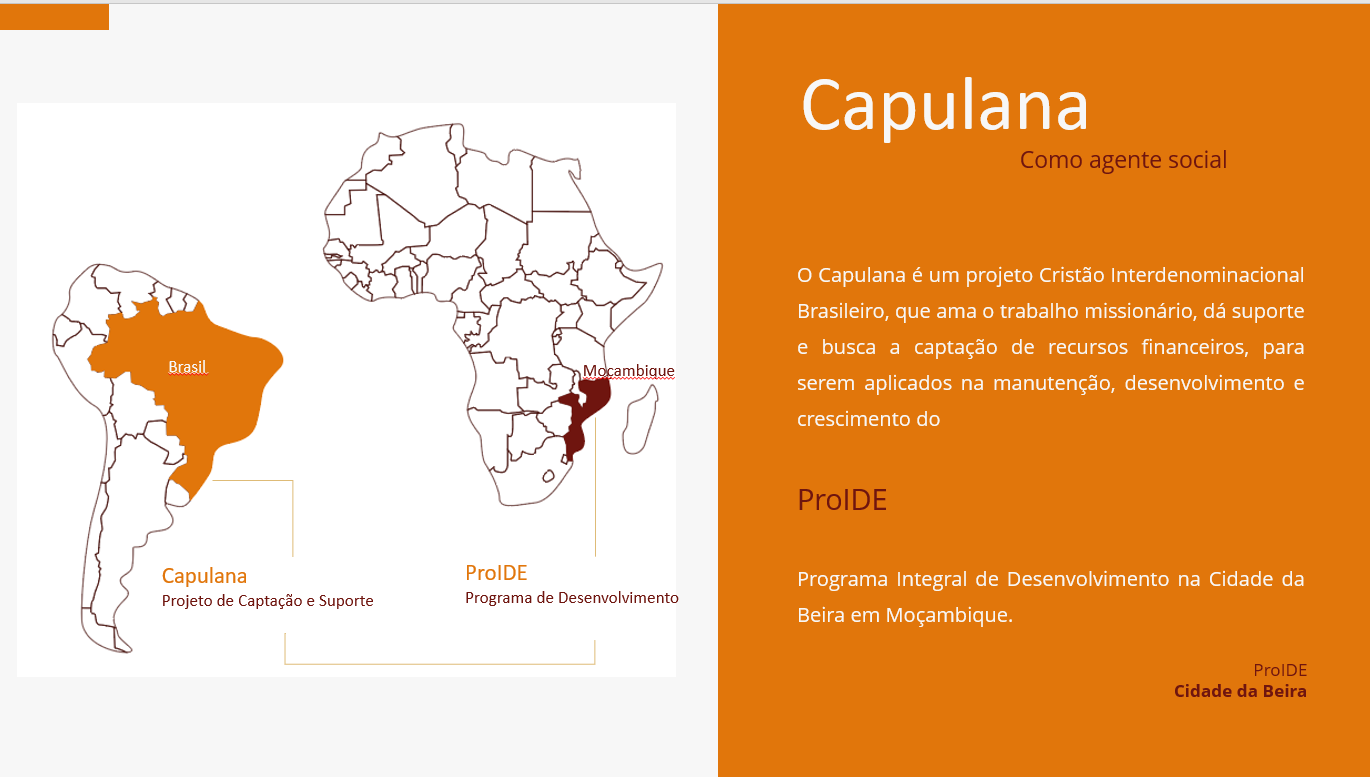 Brasil
Moçambique
Capulana
Projeto de Captação e Suporte
ProIDE
Programa de Desenvolvimento
Capulana
Como agente social
O Capulana é um projeto Cristão Interdenominacional
Brasileiro, que ama o trabalho missionário, dá suporte
e busca a captação de recursos financeiros, para
serem aplicados na manutenção, desenvolvimento e
crescimento do
ProIDE
Programa Integral de Desenvolvimento na Cidade da
Beira em Moçambique.
ProIDE
Cidade da Beira